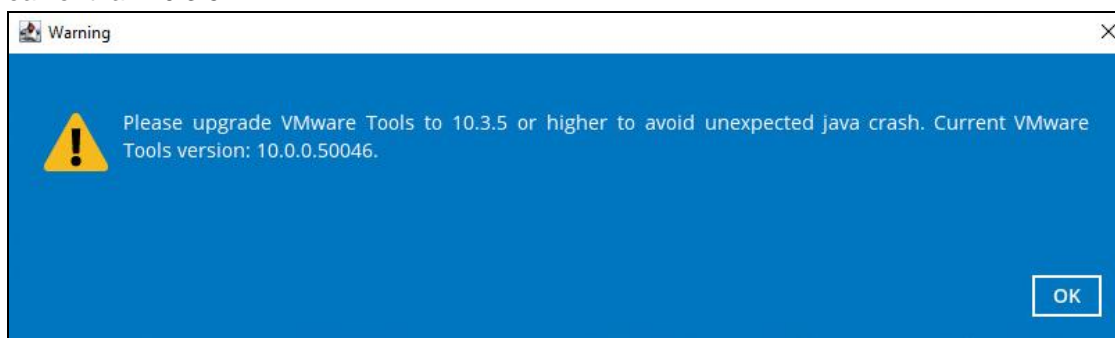 Warning
Please upgrade VMware Tools to 10.3.5 or higher to avoid unexpected java crash. Current VMware
Tools version: 10.0.0.50046.
OK